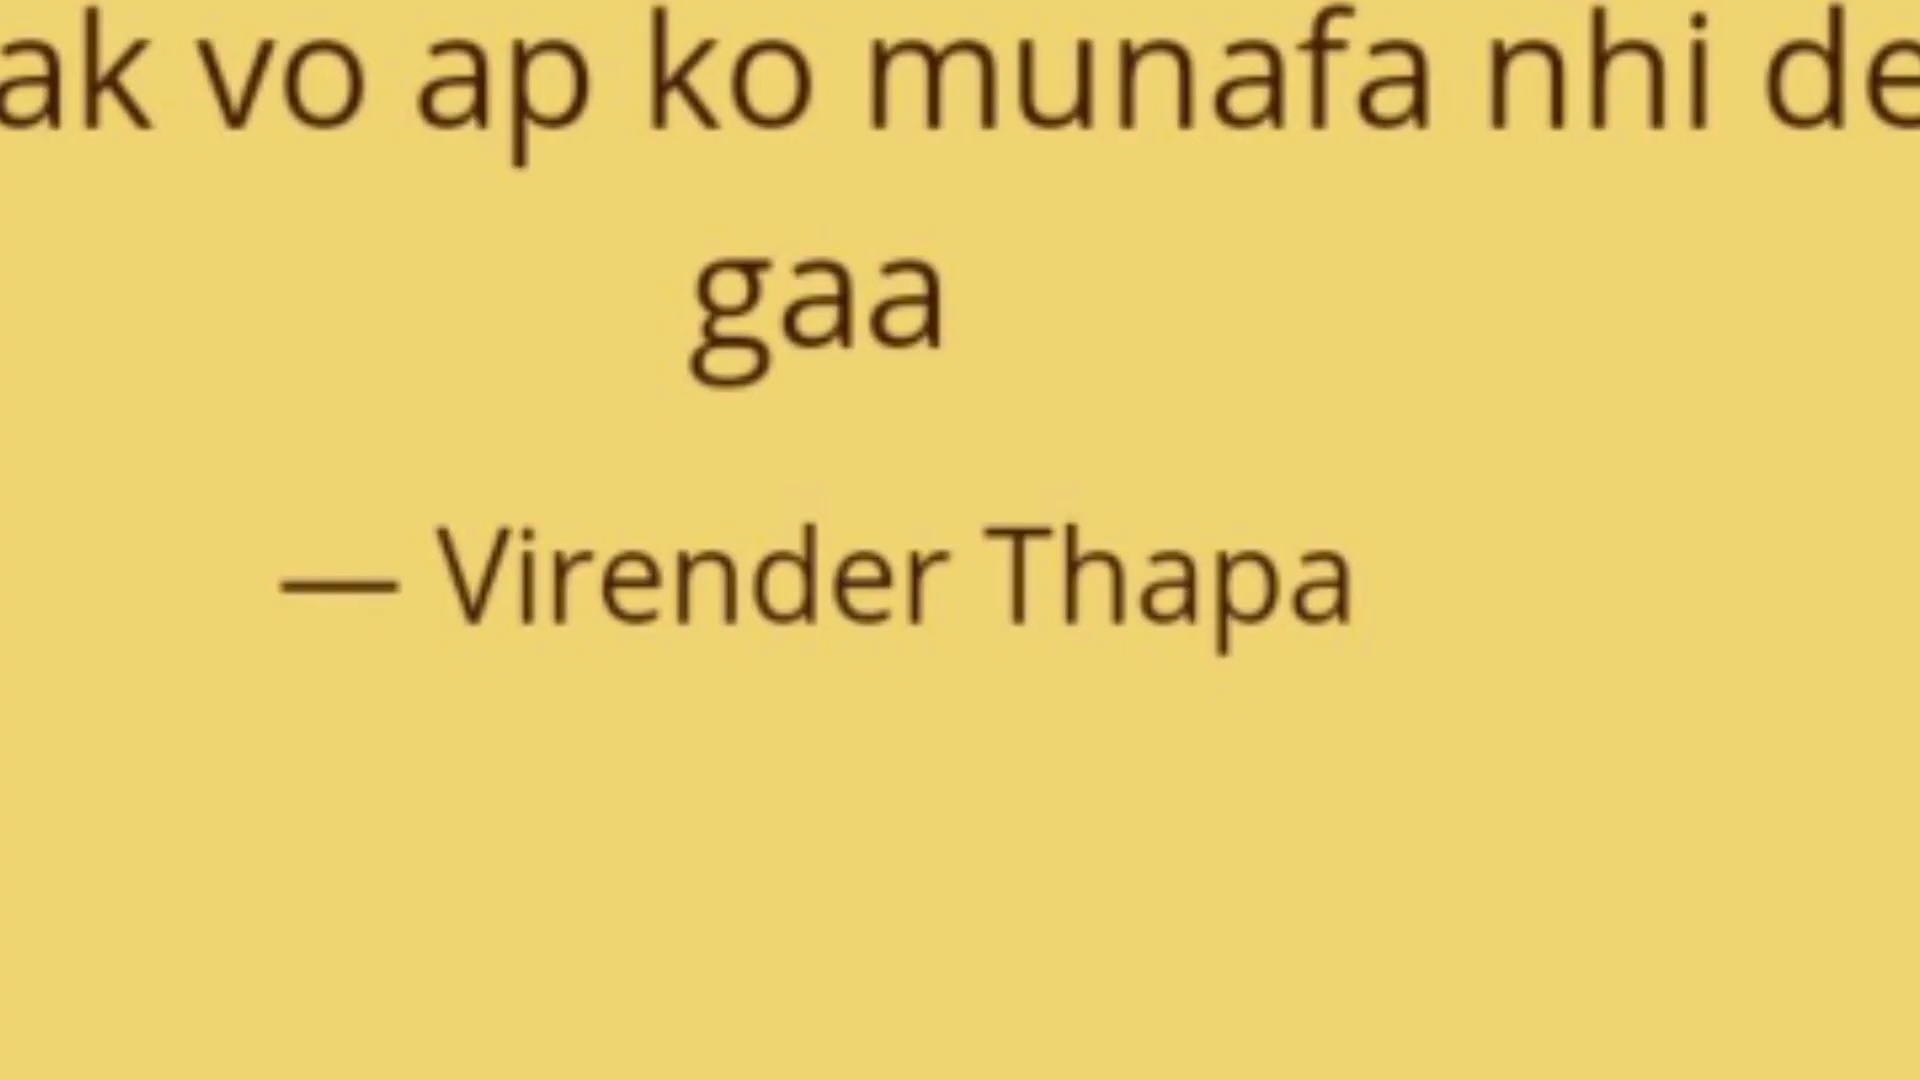 ak vo ap ko munafa nhi de
gaa
— Virender Thapa